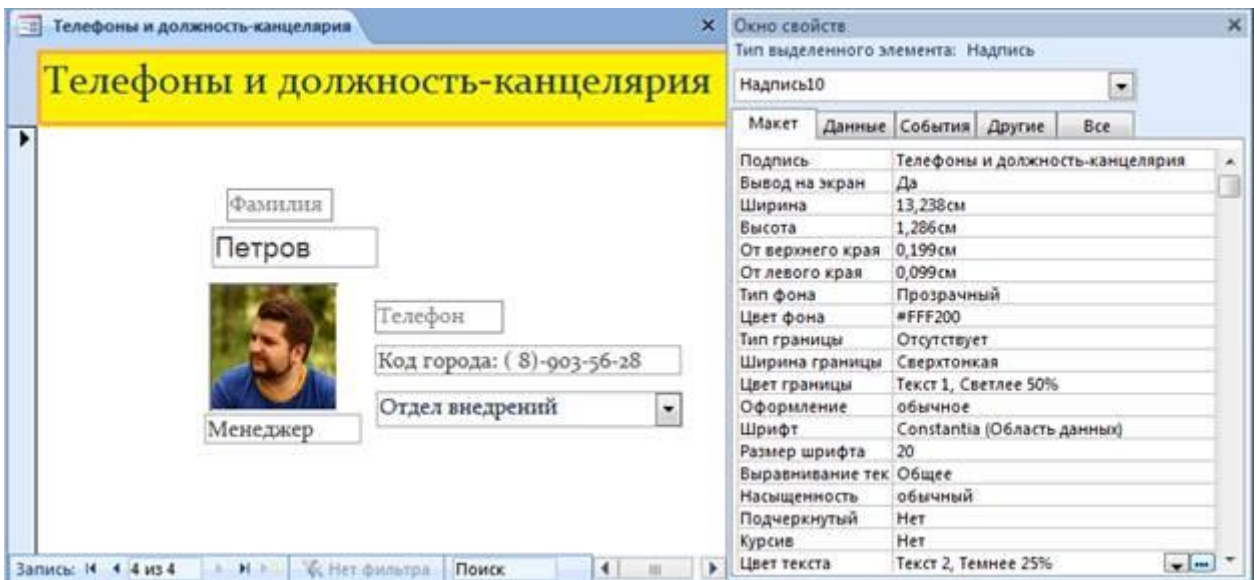 Телефоны и должность-канцелярия
Телефоны и должность-канцелярия
Фамилия
Петров
Телефон
Код города: ( 8)-903-56-28
Отдел внедрений
Менеджер
Запись: 4 из 4 Нет фильтра Поиск
Окно свойств
Тип выделенного элемента: Надпись
Надпись10
Макет Данные События Другие Все
Подпись Телефоны и должность-канцелярия
Вывод на экран Да
Ширина 13,238см
Высота 1,286см
От верхнего края 0,199см
От левого края 0,099см
Тип фона Прозрачный
Цвет фона #FFF200
Тип границы Отсутствует
Ширина границы Сверхтонкая
Цвет границы Текст 1, Светлее 50%
Оформление обычное
Шрифт Constantia (Область данных)
Размер шрифта 20
Выравнивание тек Общее
Насыщенность обычный
Подчеркнутый Нет
Курсив Нет
Цвет текста Текст 2, Темнее 25%